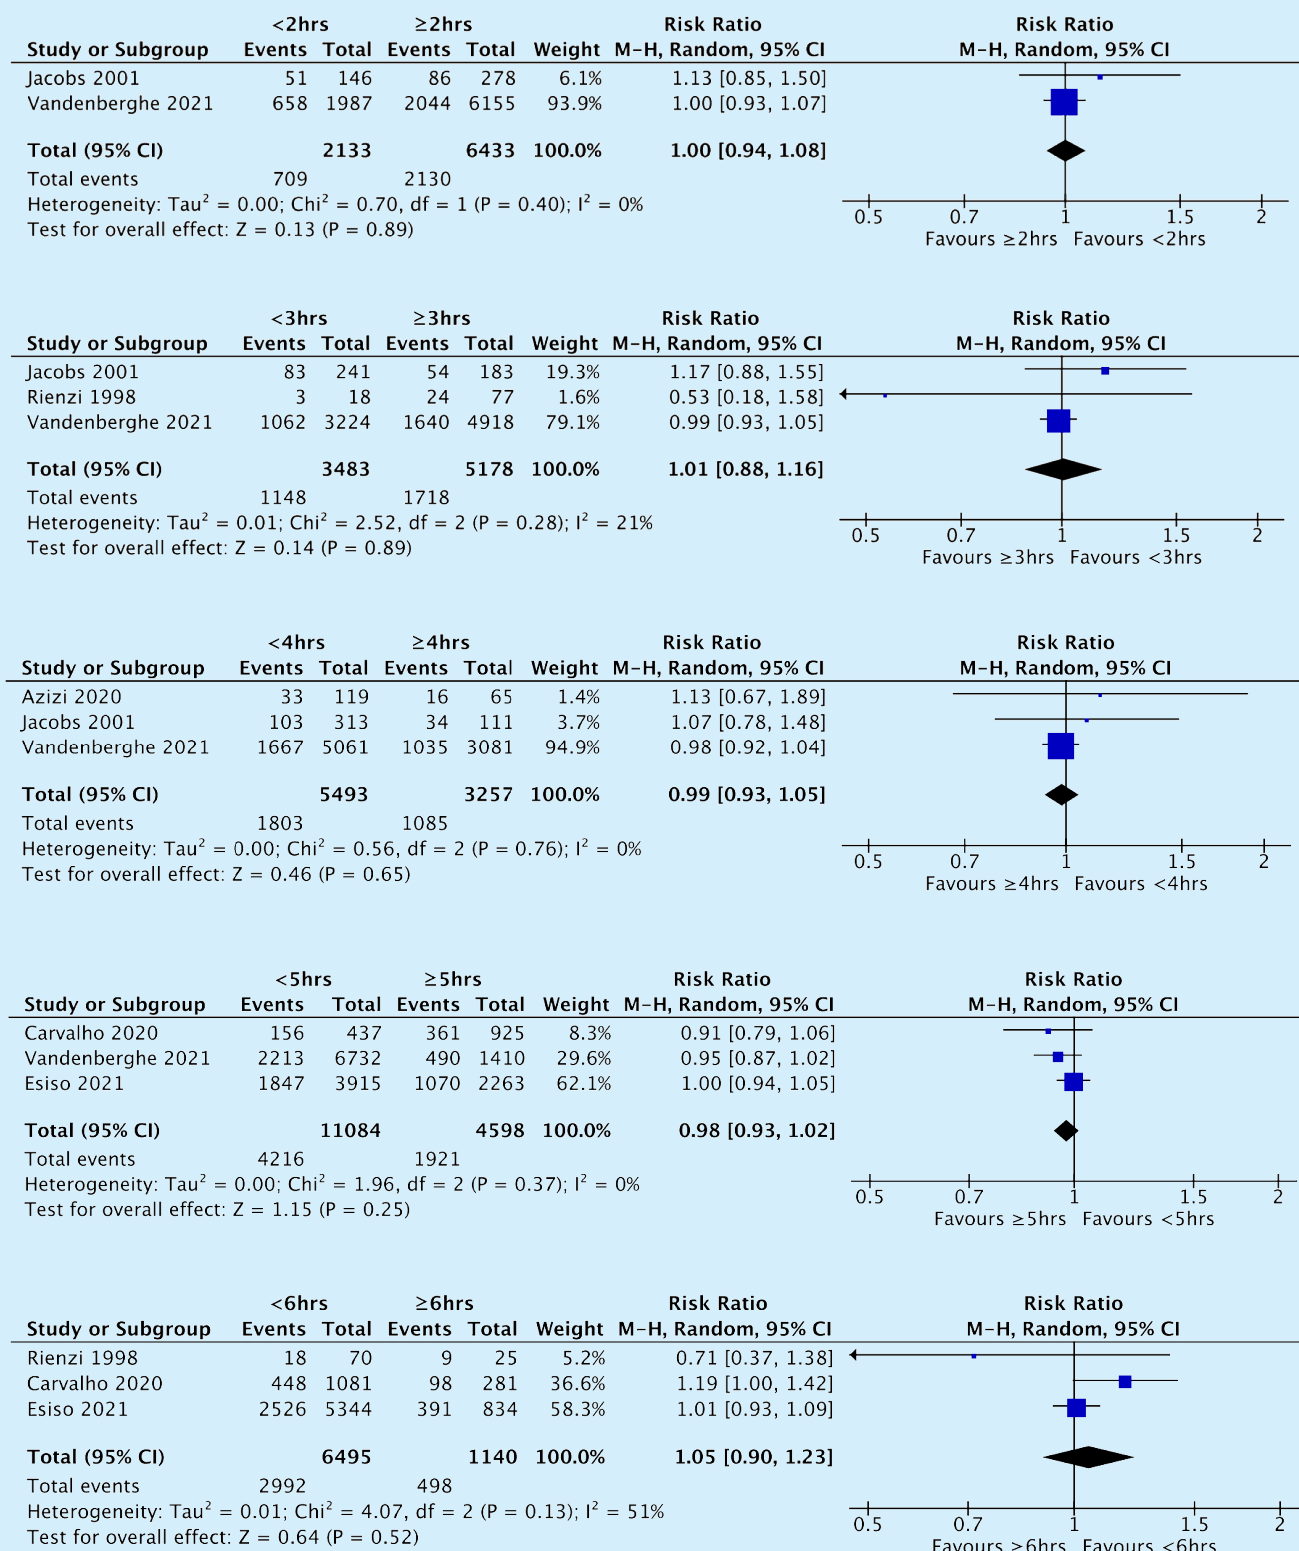 <2hrs ≥2hrs Risk Ratio Risk Ratio
Study or Subgroup Events Total Events Total Weight M-H, Random, 95% CI M-H, Random, 95% CI
Jacobs 2001 51 146 86 278 6.1% 1.13 [0.85, 1.50]
Vandenberghe 2021 658 1987 2044 6155 93.9% 1.00 [0.93, 1.07]
Total (95% CI) 2133 6433 100.0% 1.00 [0.94, 1.08]
Total events 709 2130
Heterogeneity: Tau² = 0.00; Chi² = 0.70, df = 1 (P = 0.40); I² = 0%
Test for overall effect: Z = 0.13 (P = 0.89)
0.5 0.7 1 1.5 2
Favours ≥2hrs Favours <2hrs
<3hrs ≥3hrs Risk Ratio Risk Ratio
Study or Subgroup Events Total Events Total Weight M-H, Random, 95% CI M-H, Random, 95% CI
Jacobs 2001 83 241 54 183 19.3% 1.17 [0.88, 1.55]
Rienzi 1998 3 18 24 77 1.6% 0.53 [0.18, 1.58]
Vandenberghe 2021 1062 3224 1640 4918 79.1% 0.99 [0.93, 1.05]
Total (95% CI) 3483 5178 100.0% 1.01 [0.88, 1.16]
Total events 1148 1718
Heterogeneity: Tau² = 0.01; Chi² = 2.52, df = 2 (P = 0.28); I² = 21%
Test for overall effect: Z = 0.14 (P = 0.89)
0.5 0.7 1 1.5 2
Favours ≥3hrs Favours <3hrs
<4hrs ≥4hrs Risk Ratio Risk Ratio
Study or Subgroup Events Total Events Total Weight M-H, Random, 95% CI M-H, Random, 95% CI
Azizi 2020 33 119 16 65 1.4% 1.13 [0.67, 1.89]
Jacobs 2001 103 313 34 111 3.7% 1.07 [0.78, 1.48]
Vandenberghe 2021 1667 5061 1035 3081 94.9% 0.98 [0.92, 1.04]
Total (95% CI) 5493 3257 100.0% 0.99 [0.93, 1.05]
Total events 1803 1085
Heterogeneity: Tau² = 0.00; Chi² = 0.56, df = 2 (P = 0.76); I² = 0%
Test for overall effect: Z = 0.46 (P = 0.65)
0.5 0.7 1 1.5 2
Favours ≥4hrs Favours <4hrs
<5hrs ≥5hrs Risk Ratio Risk Ratio
Study or Subgroup Events Total Events Total Weight M-H, Random, 95% CI M-H, Random, 95% CI
Carvalho 2020 156 437 361 925 8.3% 0.91 [0.79, 1.06]
Vandenberghe 2021 2213 6732 490 1410 29.6% 0.95 [0.87, 1.02]
Esiso 2021 1847 3915 1070 2263 62.1% 1.00 [0.94, 1.05]
Total (95% CI) 11084 4598 100.0% 0.98 [0.93, 1.02]
Total events 4216 1921
Heterogeneity: Tau² = 0.00; Chi² = 1.96, df = 2 (P = 0.37); I² = 0%
Test for overall effect: Z = 1.15 (P = 0.25)
0.5 0.7 1 1.5 2
Favours ≥5hrs Favours <5hrs
<6hrs ≥6hrs Risk Ratio Risk Ratio
Study or Subgroup Events Total Events Total Weight M-H, Random, 95% CI M-H, Random, 95% CI
Rienzi 1998 18 70 9 25 5.2% 0.71 [0.37, 1.38]
Carvalho 2020 448 1081 98 281 36.6% 1.19 [1.00, 1.42]
Esiso 2021 2526 5344 391 834 58.3% 1.01 [0.93, 1.09]
Total (95% CI) 6495 1140 100.0% 1.05 [0.90, 1.23]
Total events 2992 498
Heterogeneity: Tau² = 0.01; Chi² = 4.07, df = 2 (P = 0.13); I² = 51%
Test for overall effect: Z = 0.64 (P = 0.52)
0.5 0.7 1 1.5 2
Favours ≥6hrs Favours <6hrs